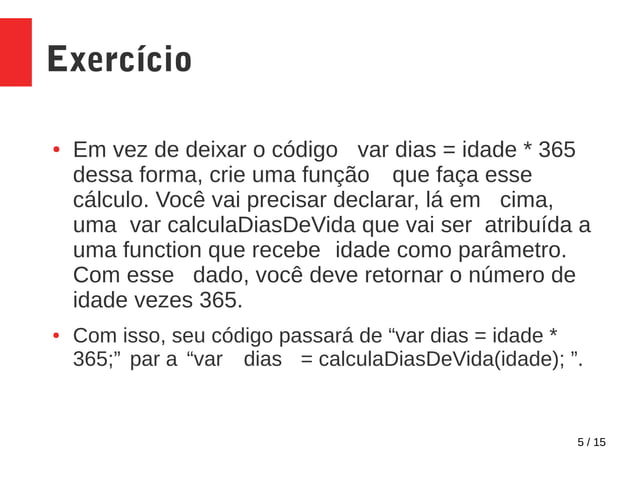 Exercício
• Em vez de deixar o código var dias = idade * 365
dessa forma, crie uma função que faça esse
cálculo. Você vai precisar declarar, lá em cima,
uma var calculaDiasDeVida que vai ser atribuída a
uma function que recebe idade como parâmetro.
Com esse dado, você deve retornar o número de
idade vezes 365.
• Com isso, seu código passará de “var dias = idade *
365;” par a “var dias = calculaDiasDeVida(idade); ”.
5 / 15